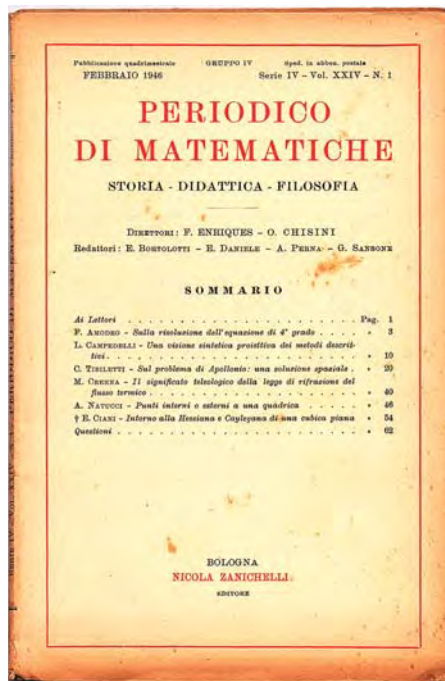 Pubblicazione quadrimestrale GRUPPO IV Sped. in abbon. postale
FEBBRAIO 1946 Serie IV - Vol. XXIV - N. 1
PERIODICO
DI MATEMATICHE
STORIA - DIDATTICA - FILOSOFIA
DIRETTORI: F. ENRIQUES - O. CHISINI
Redattori: E. BORTOLOTTI - E. DANIELE - A. PERNA - G. SANSONE
SOMMARIO
Ai Lettori . . . . . . . . . . . . . . . . Pag. 1
F. AMODEO - Sulla risoluzione dell'equazione di 4° grado . . . . . » 3
L. CAMPEDELLI - Una visione sintetica proiettiva dei metodi descrit-
tivi . . . . . . . . . . . . . . . . » 10
C. TIBILETTI - Sul problema di Apollonio: una soluzione spaziale . » 29
M. - Il significato teleologico della legge di rifrazione del
flusso termico . . . . . . . . . . . . . » 40
A. NATUCCI - Punti interni o esterni a una quadrica . . . . . . » 46
† E. CIANI - Intorno alla Hessiana e Cayleyana di una cubica piana » 54
Questioni . . . . . . . . . . . . . . . . » 62
BOLOGNA
NICOLA ZANICHELLI
EDITORE